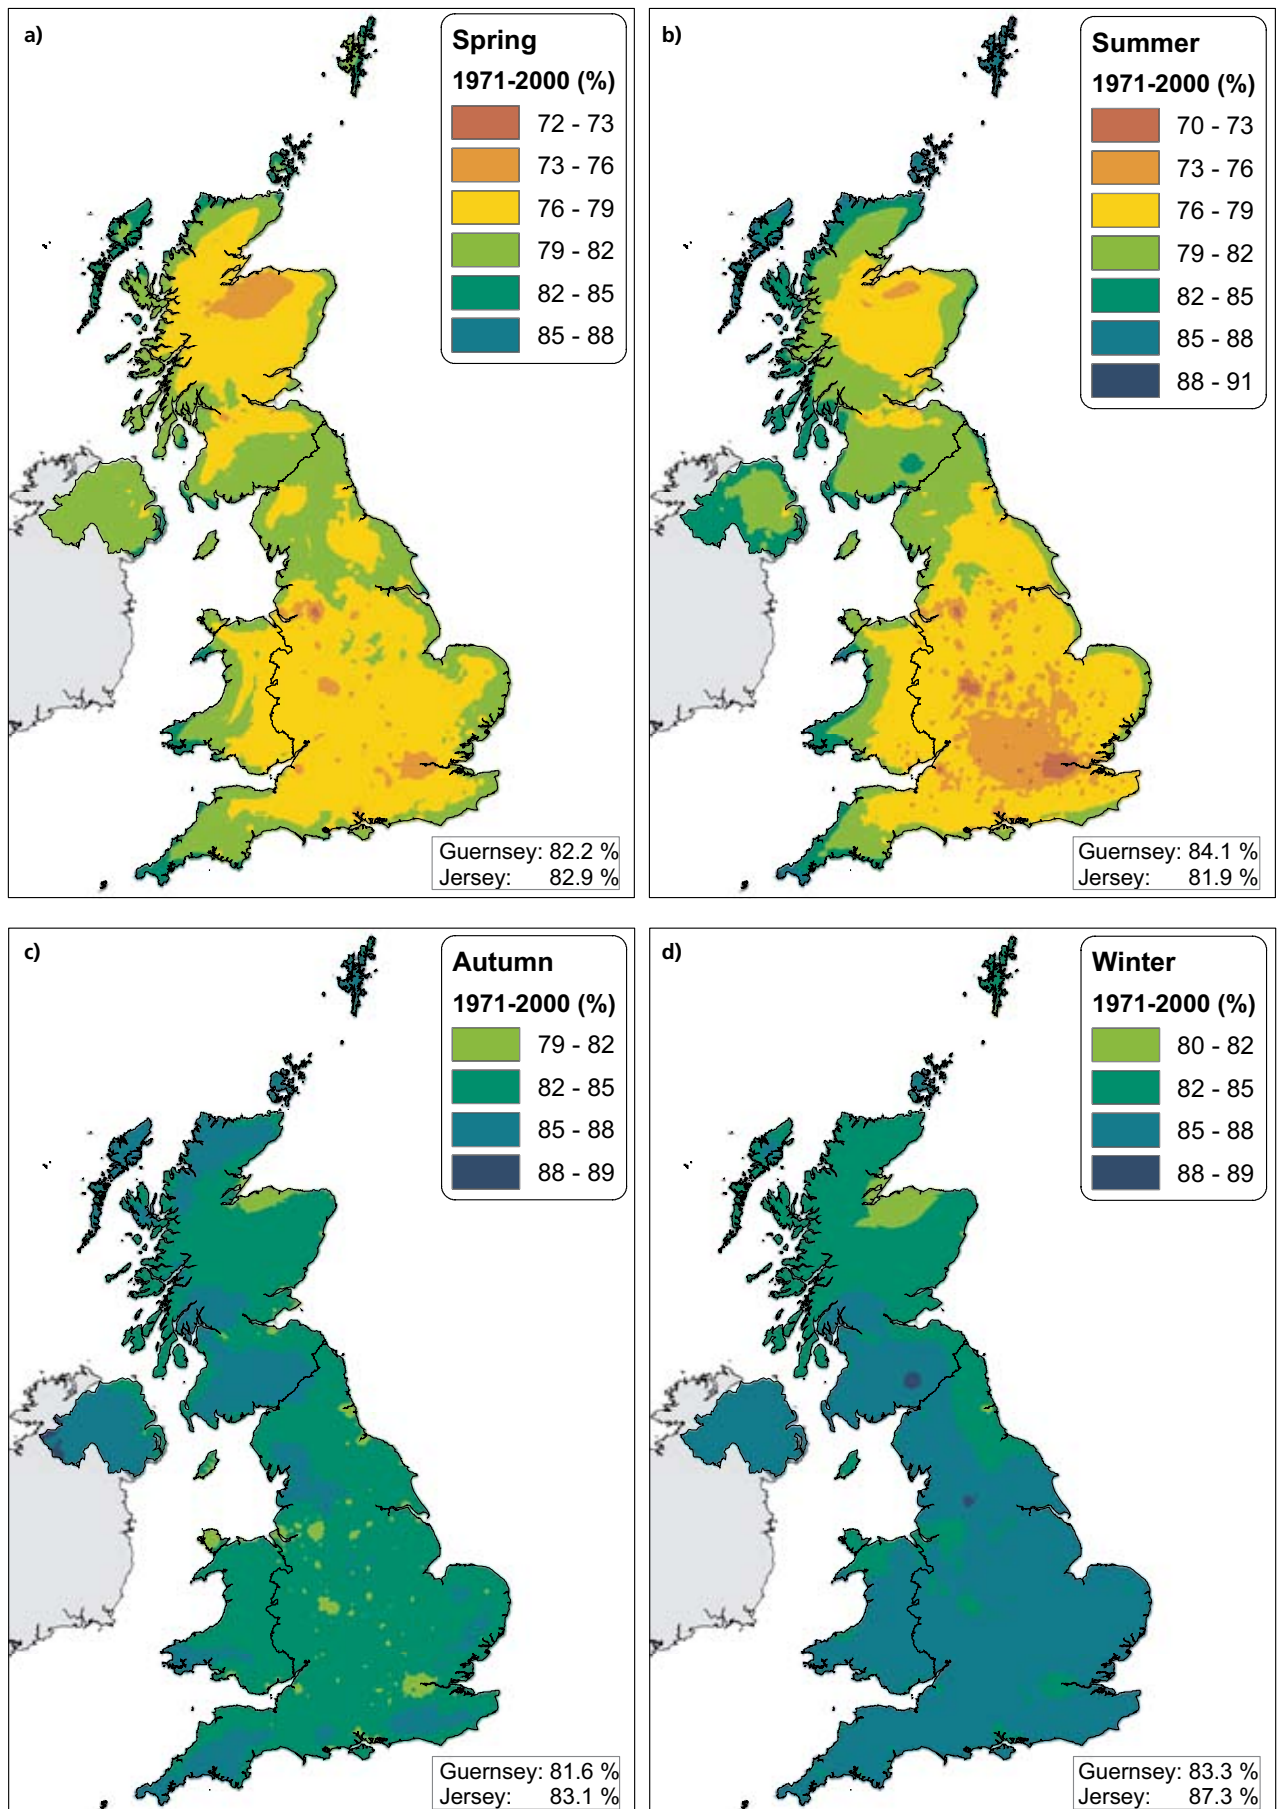 a)
Spring
1971-2000 (%)
72 - 73
73 - 76
76 - 79
79 - 82
82 - 85
85 - 88
Guernsey: 82.2 %
Jersey: 82.9 %
b)
Summer
1971-2000 (%)
70 - 73
73 - 76
76 - 79
79 - 82
82 - 85
85 - 88
88 - 91
Guernsey: 84.1 %
Jersey: 81.9 %
c)
Autumn
1971-2000 (%)
79 - 82
82 - 85
85 - 88
88 - 89
Guernsey: 81.6 %
Jersey: 83.1 %
d)
Winter
1971-2000 (%)
80 - 82
82 - 85
85 - 88
88 - 89
Guernsey: 83.3 %
Jersey: 87.3 %